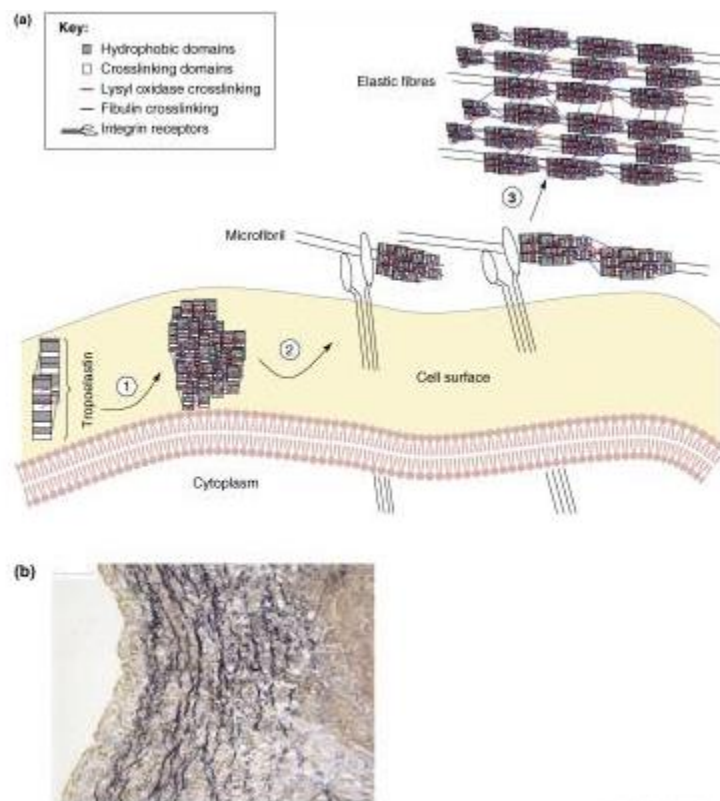 (a)
Key:
Hydrophobic domains
Crosslinking domains
Lysyl oxidase crosslinking
Fibulin crosslinking
Integrin receptors
Elastic fibres
3
Microfibril
Tropoelastin
1
2
Cell surface
Cytoplasm
(b)